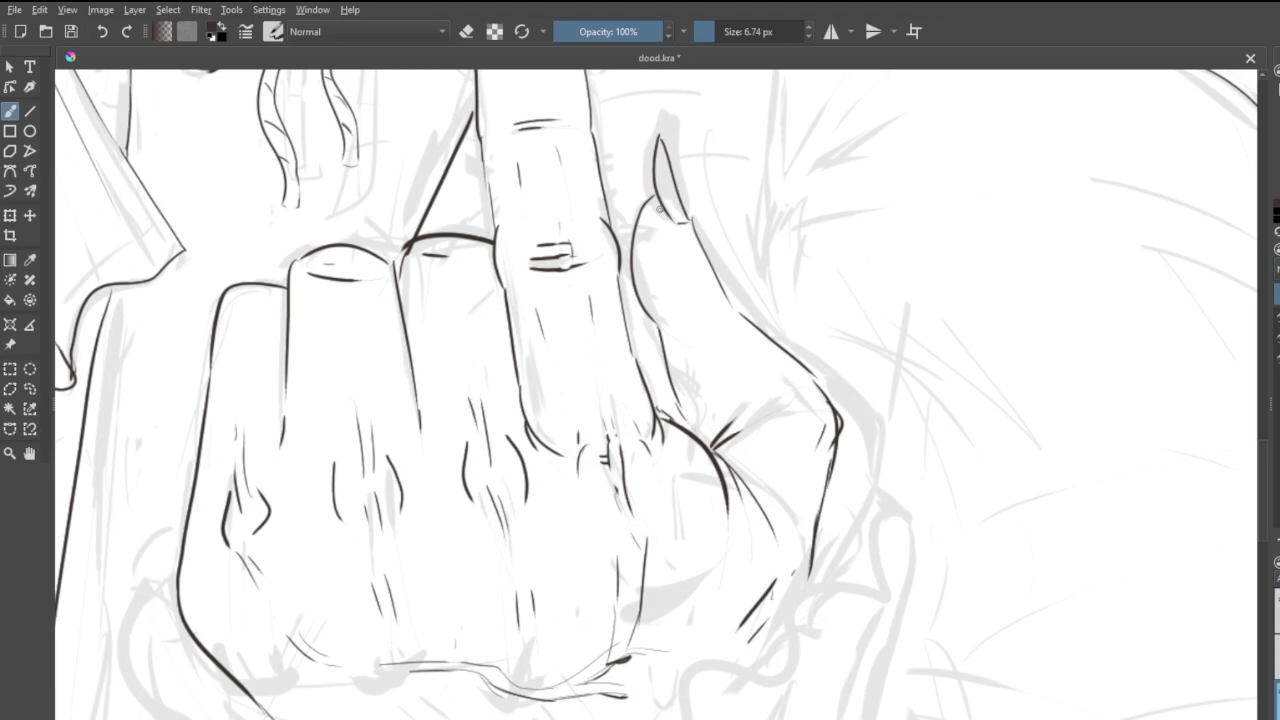 File Edit View Image Layer Select Filter Tools Settings Window Help
Normal Opacity: 100% Size: 6.74 px
dood.kra *